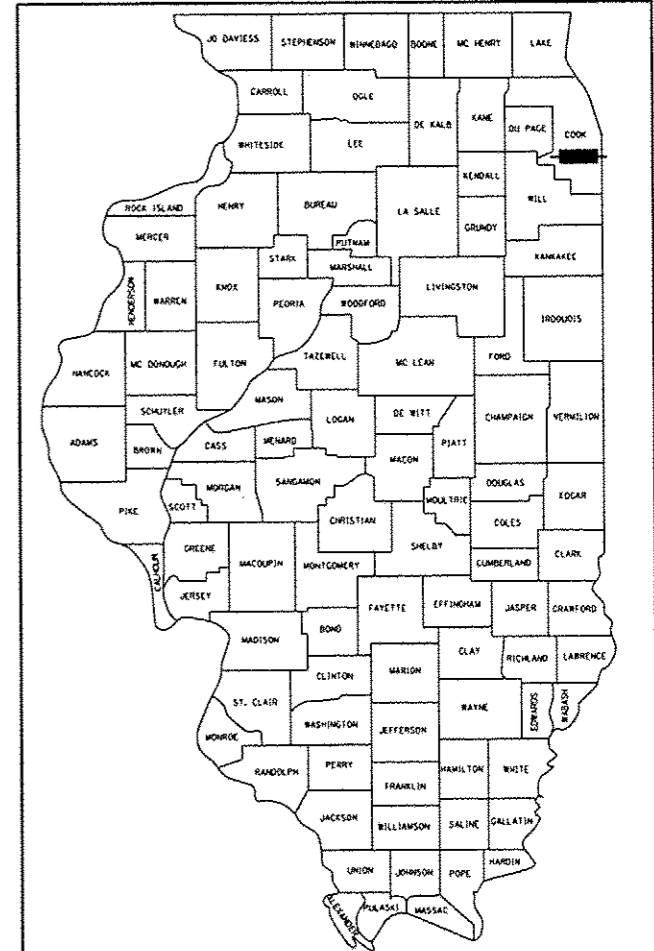 JO DAVIESS STEPHENSON WINNEBAGO BOONE MC HENRY LAKE
CARROLL OGLE DE KALB KANE DU PAGE COOK
WHITESIDE LEE KENDALL WILL
ROCK ISLAND HENRY BUREAU LA SALLE GRUNDY
MERCER PUTNAM KANKAKEE
STARK MARSHALL
HENDERSON WARREN KNOX PEORIA WOODFORD LIVINGSTON IROQUOIS
HANCOCK MC DONOUGH FULTON TAZEWELL MC LEAN FORD
SCHUYLER MASON LOGAN DE WITT CHAMPAIGN VERMILION
ADAMS BROWN CASS MENARD MACON PIATT
PIKE SCOTT MORGAN SANGAMON MOULTRIE DOUGLAS EDGAR
CHRISTIAN COLES
CALHOUN GREENE MACOUPIN MONTGOMERY SHELBY CUMBERLAND CLARK
JERSEY FAYETTE EFFINGHAM JASPER CRAWFORD
MADISON BOND CLAY RICHLAND LAWRENCE
CLINTON MARION
ST. CLAIR WASHINGTON JEFFERSON WAYNE EDWARDS WABASH
MONROE
RANDOLPH PERRY FRANKLIN HAMILTON WHITE
JACKSON WILLIAMSON SALINE GALLATIN
UNION JOHNSON POPE HARDIN
ALEXANDER PULASKI MASSAC